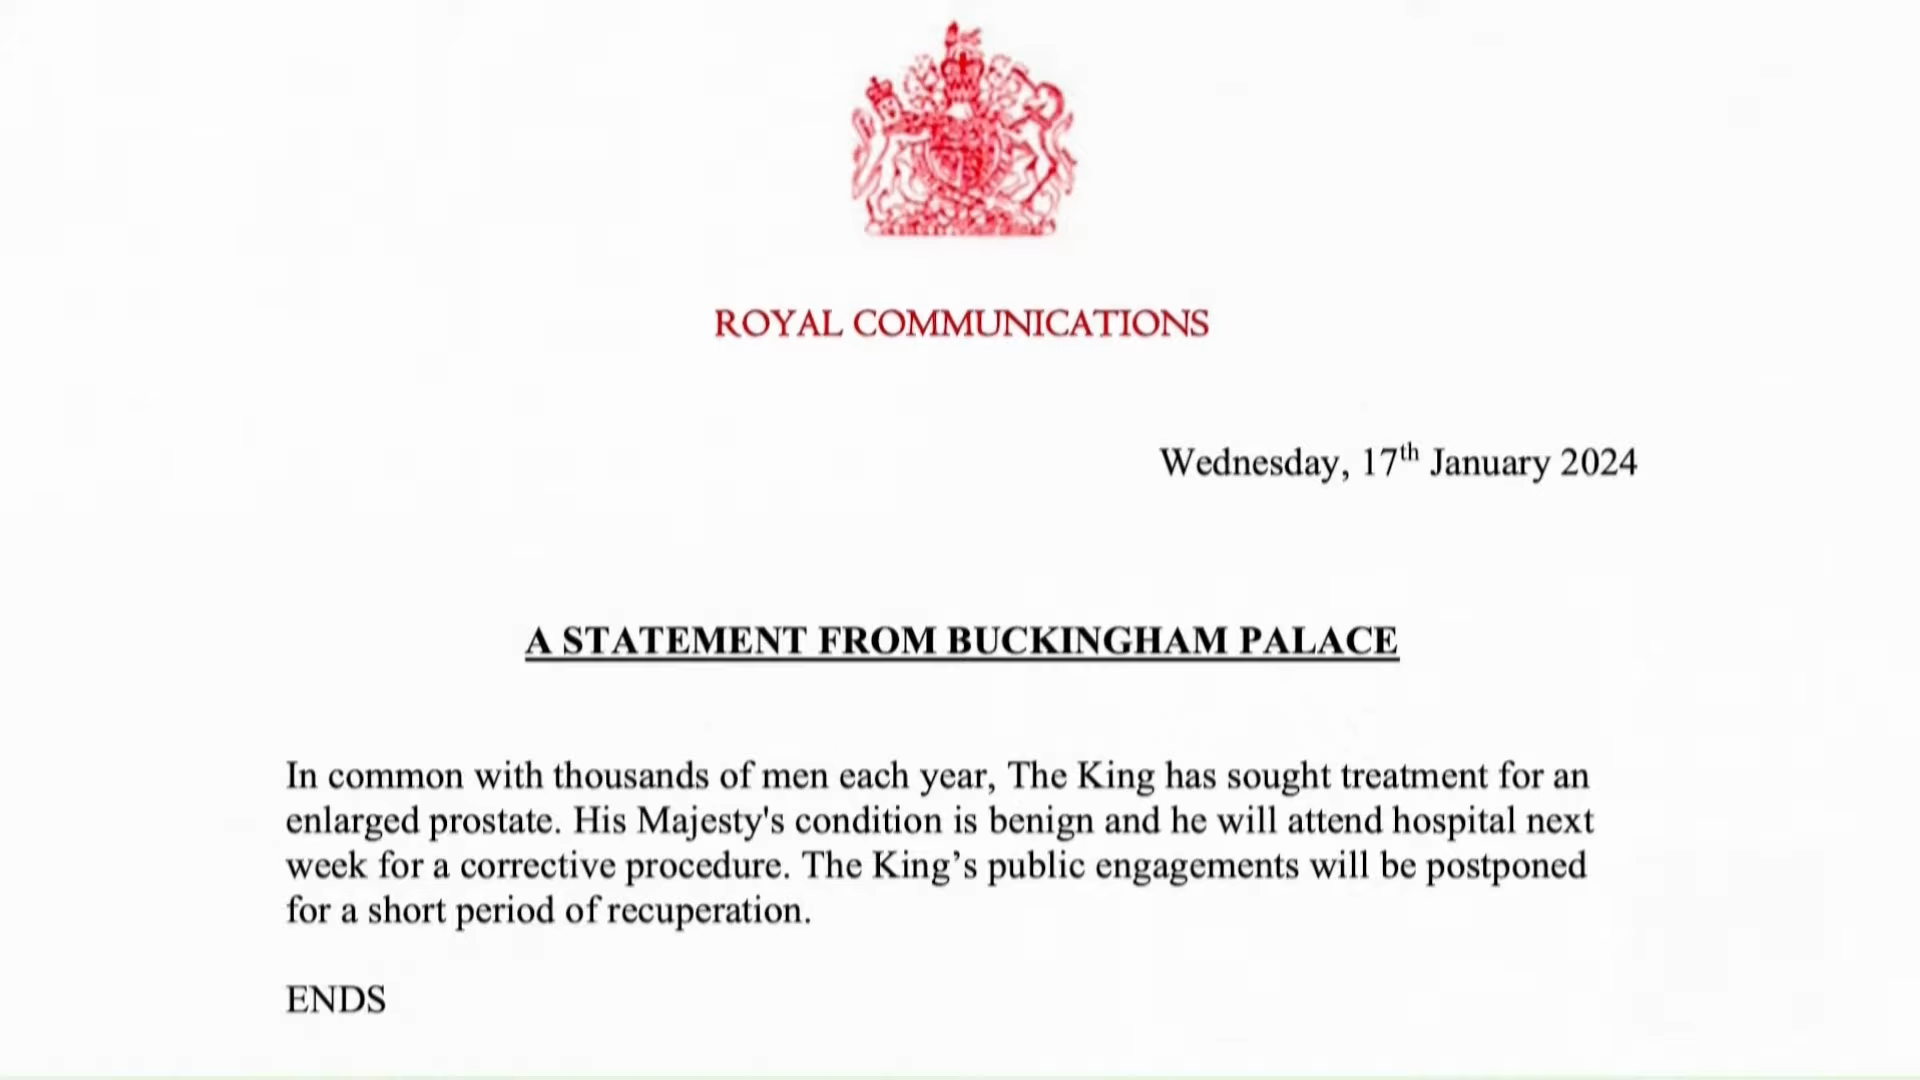 ROYAL COMMUNICATIONS
Wednesday, 17th January 2024
A STATEMENT FROM BUCKINGHAM PALACE
In common with thousands of men each year, The King has sought treatment for an
enlarged prostate. His Majesty's condition is benign and he will attend hospital next
week for a corrective procedure. The King’s public engagements will be postponed
for a short period of recuperation.
ENDS